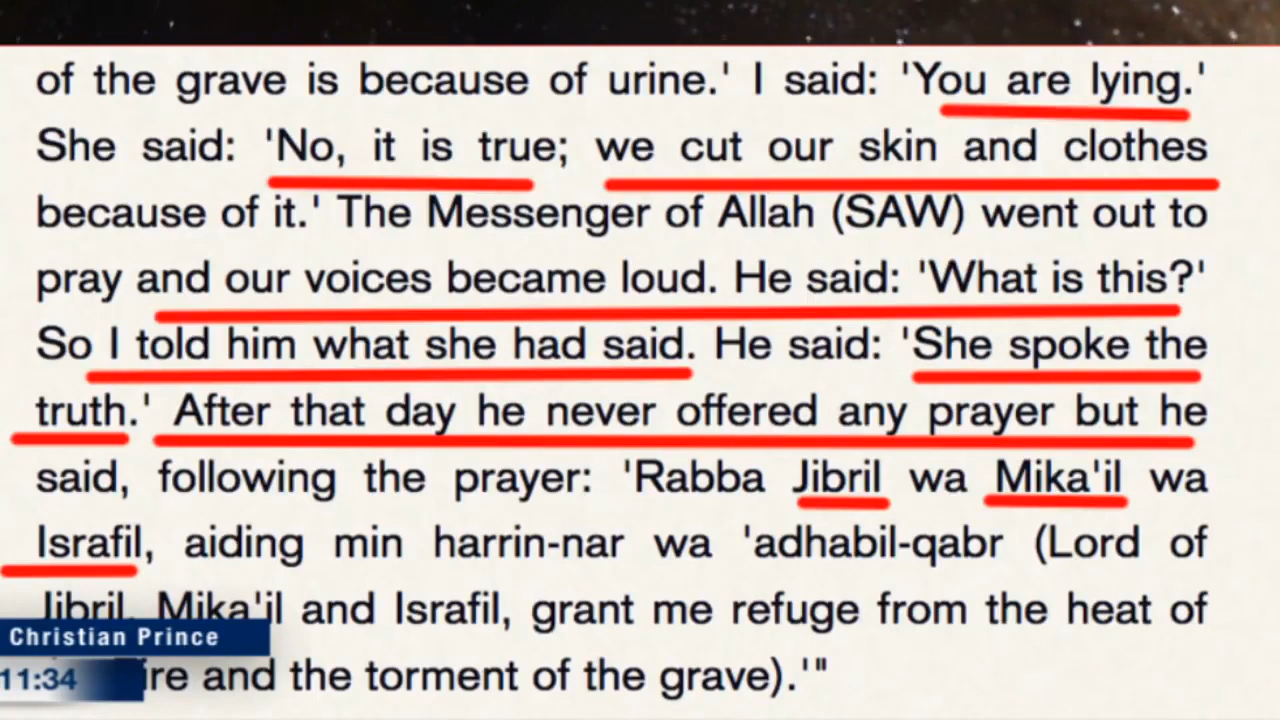 of the grave is because of urine.' I said: 'You are lying.'
She said: 'No, it is true; we cut our skin and clothes
because of it.' The Messenger of Allah (SAW) went out to
pray and our voices became loud. He said: 'What is this?'
So I told him what she had said. He said: 'She spoke the
truth.' After that day he never offered any prayer but he
said, following the prayer: 'Rabba Jibril wa Mika'il wa
Israfil, aiding min harrin-nar wa 'adhabil-qabr (Lord of
Jibril, Mika'il and Israfil, grant me refuge from the heat of
ire and the torment of the grave).'"
Christian Prince
11:34